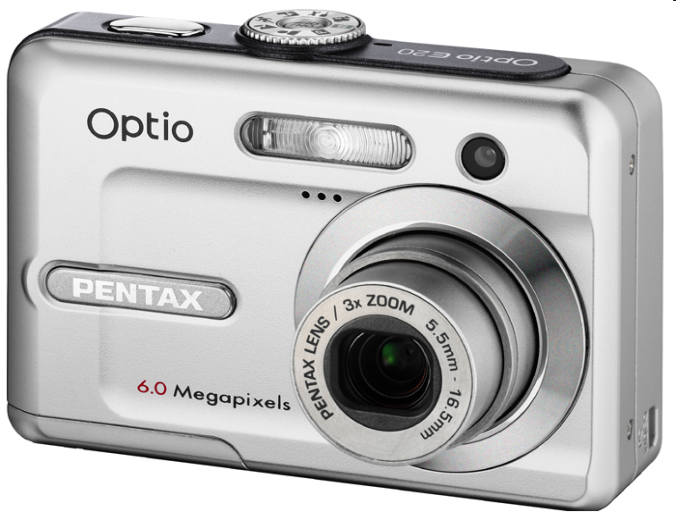 Optio E20
Optio
PENTAX
6.0 Megapixels
PENTAX LENS / 3x ZOOM 5.5mm - 16.5mm